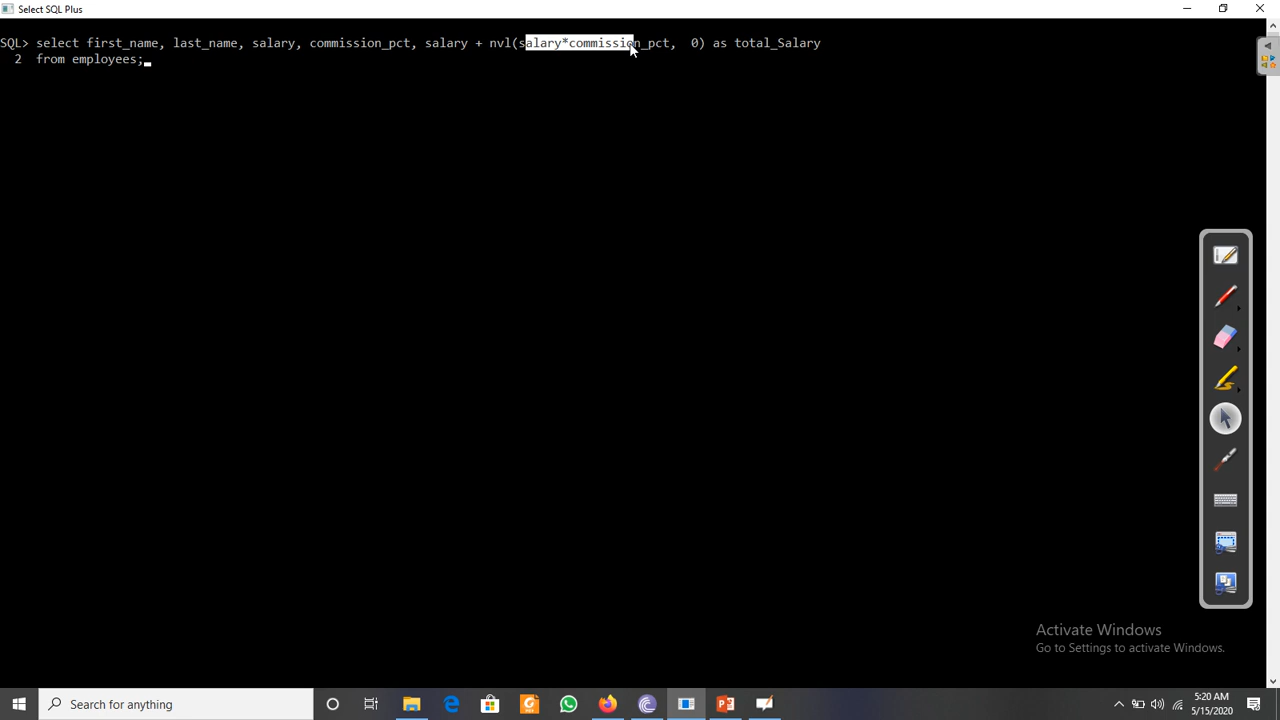 Select SQL Plus
SQL> select first_name, last_name, salary, commission_pct, salary + nvl(salary*commission_pct,  0) as total_Salary
2  from employees;
Activate Windows
Go to Settings to activate Windows.
Search for anything
5:20 AM
5/15/2020